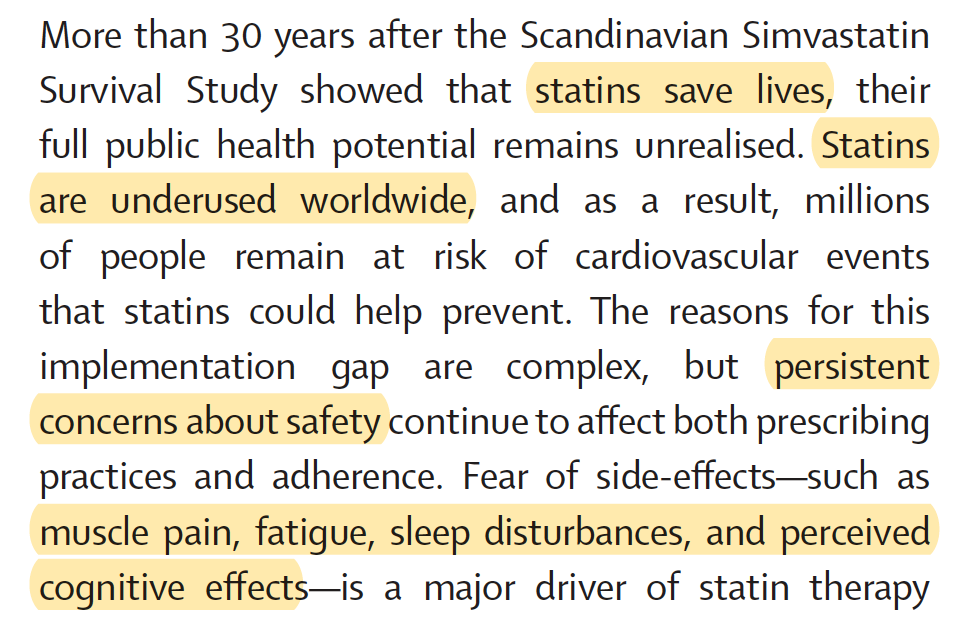 More than 30 years after the Scandinavian Simvastatin
Survival Study showed that statins save lives, their
full public health potential remains unrealised. Statins
are underused worldwide, and as a result, millions
of people remain at risk of cardiovascular events
that statins could help prevent. The reasons for this
implementation gap are complex, but persistent
concerns about safety continue to affect both prescribing
practices and adherence. Fear of side-effects—such as
muscle pain, fatigue, sleep disturbances, and perceived
cognitive effects—is a major driver of statin therapy